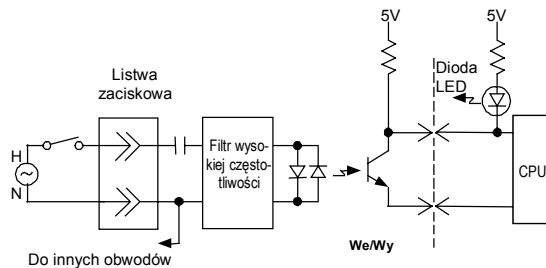 5V
5V
Listwa
zaciskowa
Dioda
LED
H
N
Filtr wyso-
kiej często-
tliwości
CPU
We/Wy
Do innych obwodów